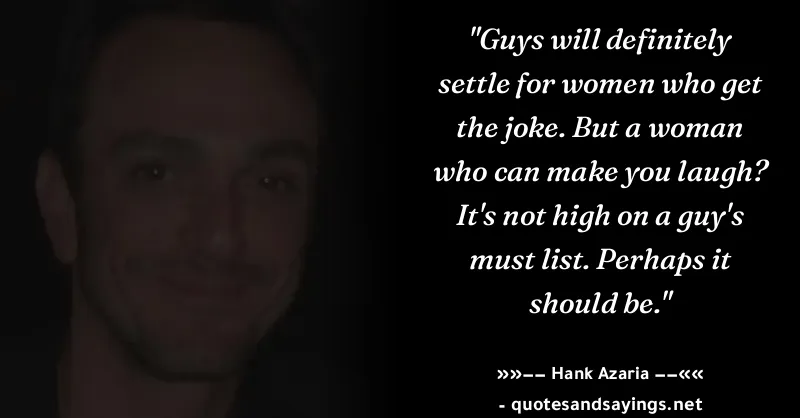 "Guys will definitely
settle for women who get
the joke. But a woman
who can make you laugh?
It's not high on a guy's
must list. Perhaps it
should be."
»»−− Hank Azaria −−««
- quotesandsayings.net